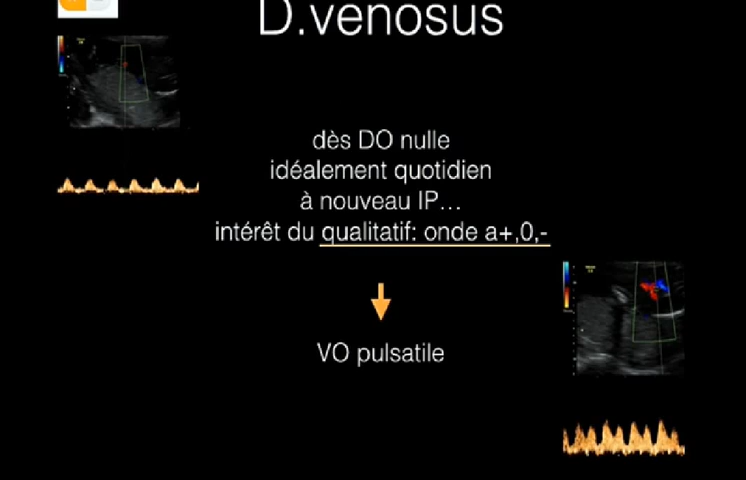 D.venosus
dès DO nulle
idéalement quotidien
à nouveau IP...
intérêt du qualitatif: onde a+,0,-
VO pulsatile